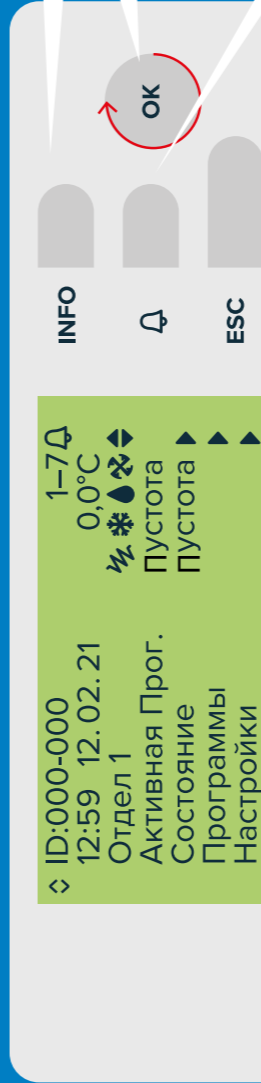 ID:000-000 1–7
12:59 12. 02. 21 0,0°C
Отдел 1
Активная Прог. Пустота
Состояние Пустота
Программы
Настройки
INFO
OK
ESC